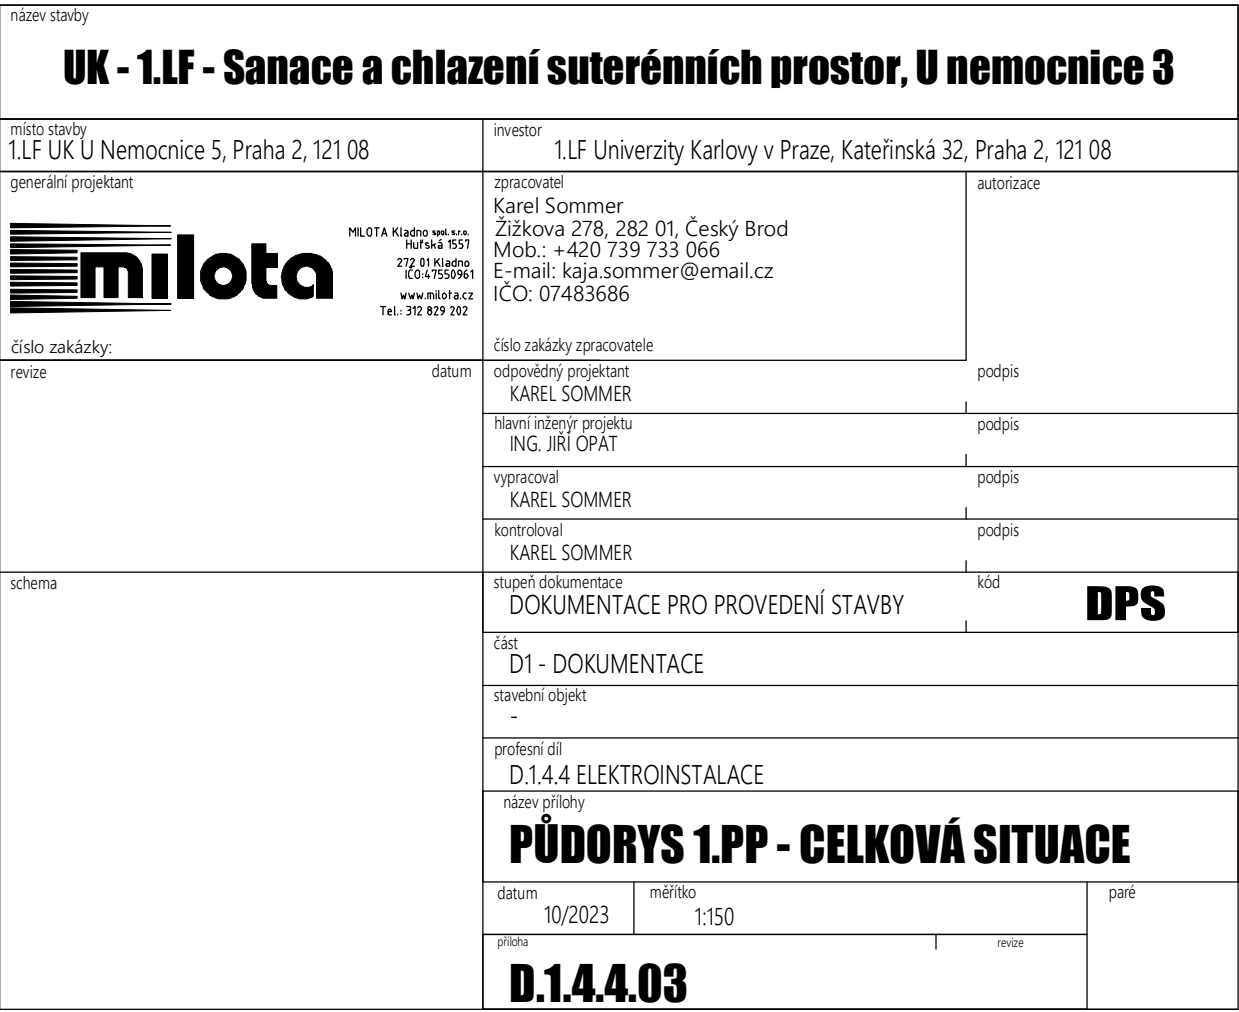 název stavby
UK - 1.LF - Sanace a chlazení suterénních prostor, U nemocnice 3
místo stavby
1.LF UK U Nemocnice 5, Praha 2, 121 08
investor
1.LF Univerzity Karlovy v Praze, Kateřinská 32, Praha 2, 121 08
generální projektant
milota
MILOTA Kladno spol. s.r.o.
Huťská 1557
272 01 Kladno
IČO:47550961
www.milota.cz
Tel.: 312 829 202
číslo zakázky:
zpracovatel
Karel Sommer
Žižkova 278, 282 01, Český Brod
Mob.: +420 739 733 066
E-mail: kaja.sommer@email.cz
IČO: 07483686
číslo zakázky zpracovatele
autorizace
revize datum
odpovědný projektant
KAREL SOMMER
podpis
hlavní inženýr projektu
ING. JIŘÍ OPAT
podpis
vypracoval
KAREL SOMMER
podpis
kontroloval
KAREL SOMMER
podpis
schema
stupeň dokumentace
DOKUMENTACE PRO PROVEDENÍ STAVBY
kód
DPS
část
D1 - DOKUMENTACE
stavební objekt
-
profesní díl
D.1.4.4 ELEKTROINSTALACE
název přílohy
PŮDORYS 1.PP - CELKOVÁ SITUACE
datum
10/2023
měřítko
1:150
paré
příloha
D.1.4.4.03
revize